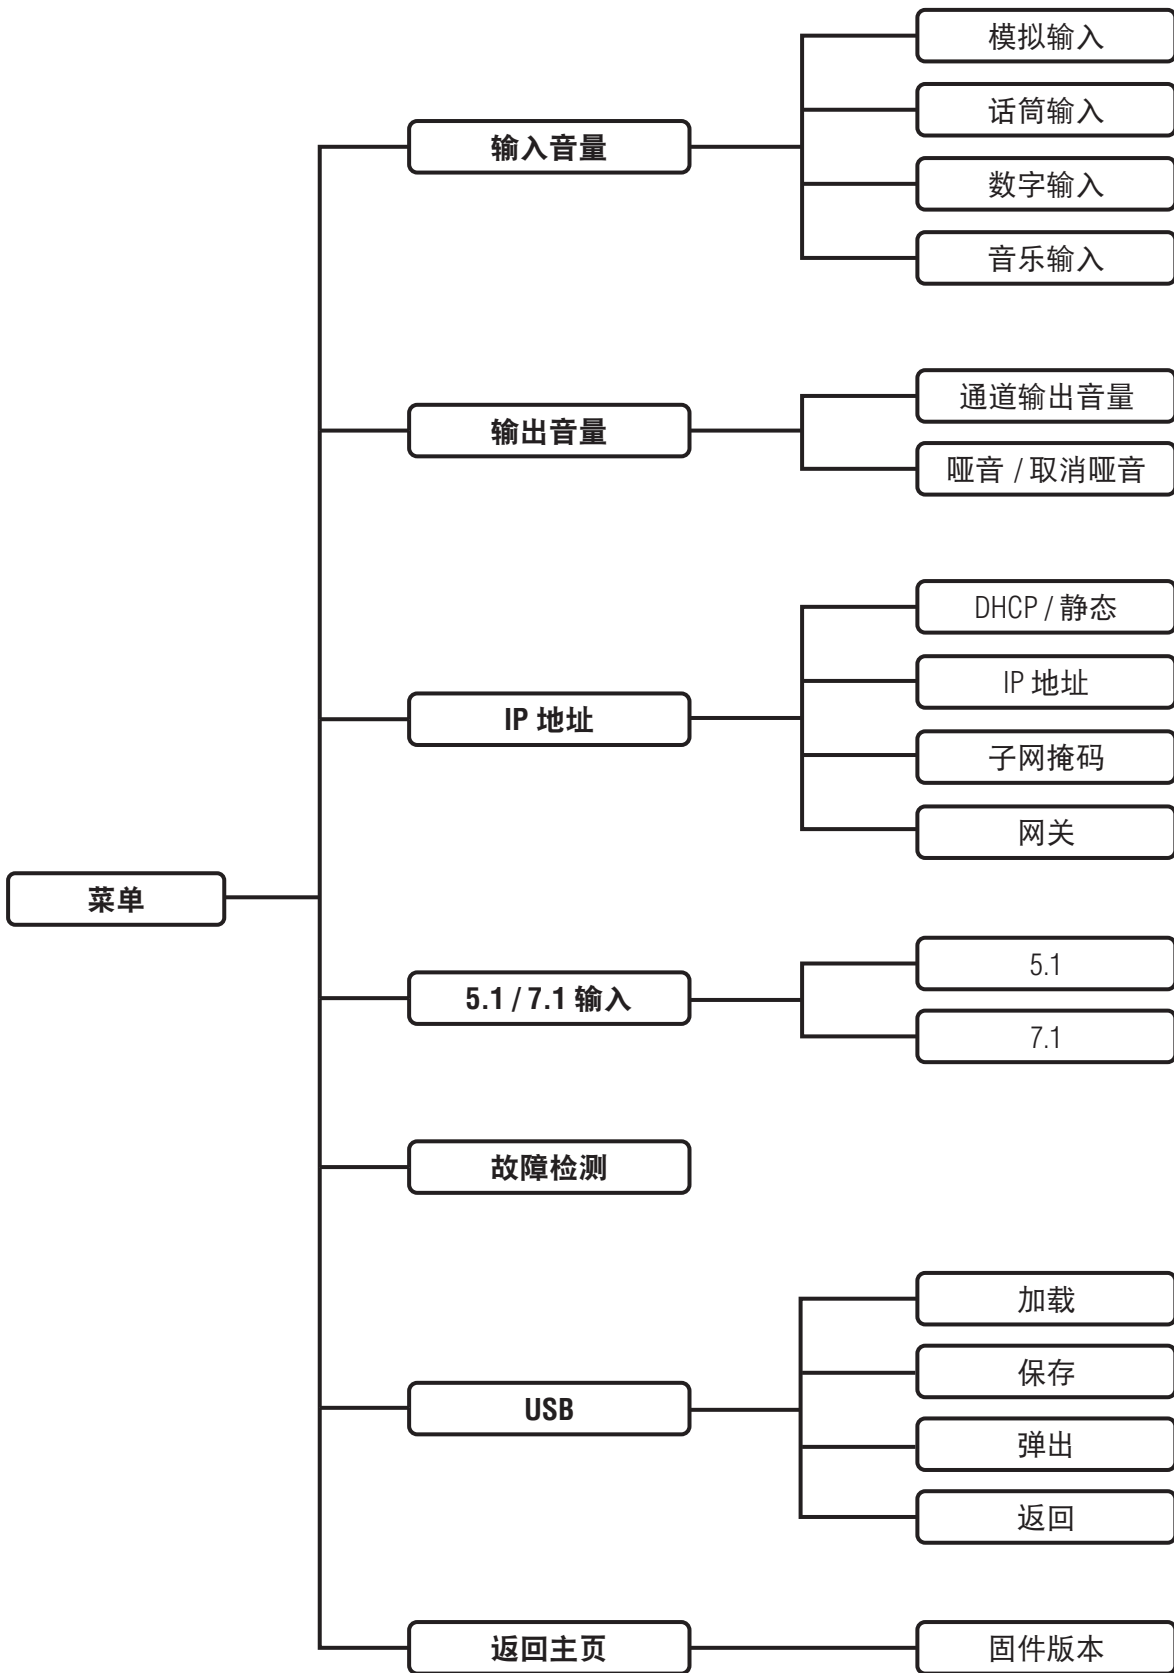 模拟输入
话筒输入
输入音量
数字输入
音乐输入
通道输出音量
输出音量
哑音 / 取消哑音
DHCP / 静态
IP 地址
IP 地址
子网掩码
网关
菜单
5.1
5.1 / 7.1 输入
7.1
故障检测
加载
保存
USB
弹出
返回
返回主页
固件版本